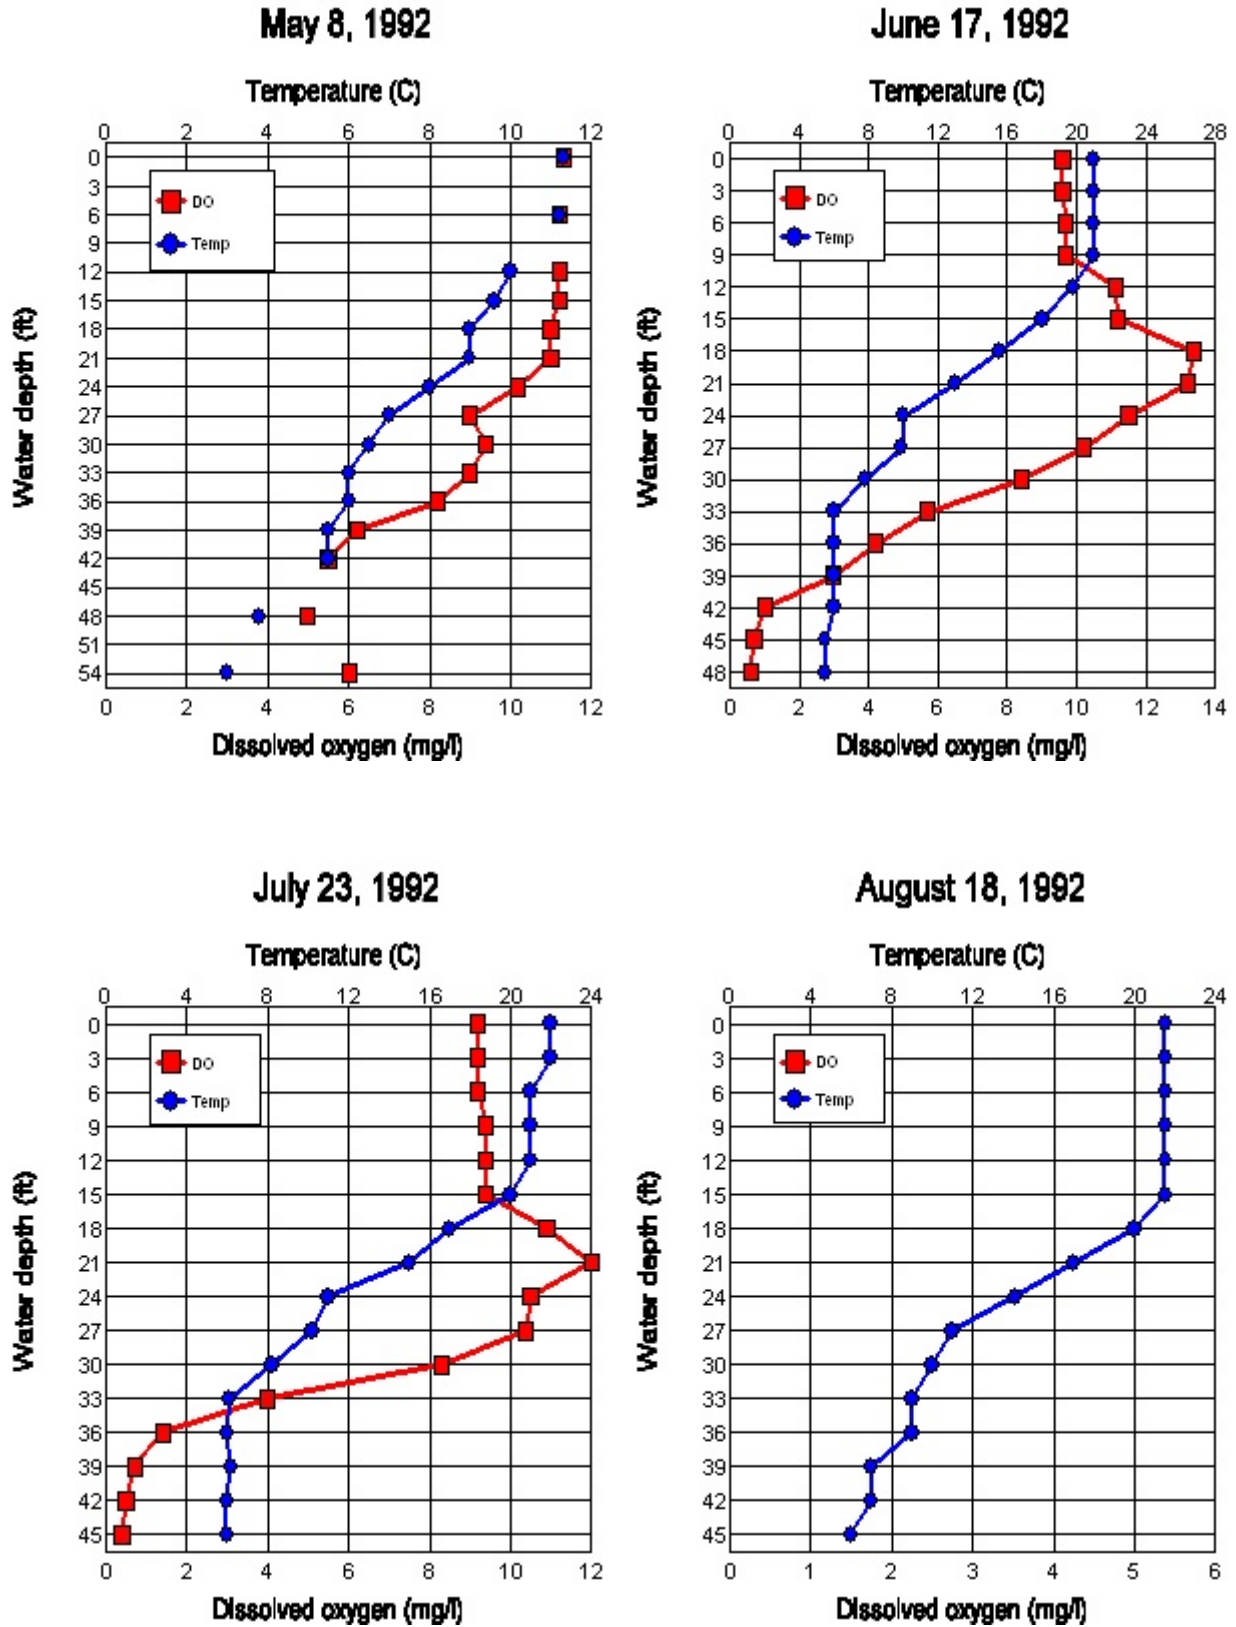 May 8, 1992
Temperature (C)
0 2 4 6 8 10 12
DO
Temp
Water depth (ft)
0
3
6
9
12
15
18
21
24
27
30
33
36
39
42
45
48
51
54
0 2 4 6 8 10 12
Dissolved oxygen (mg/l)
June 17, 1992
Temperature (C)
0 4 8 12 16 20 24 28
DO
Temp
Water depth (ft)
0
3
6
9
12
15
18
21
24
27
30
33
36
39
42
45
48
0 2 4 6 8 10 12 14
Dissolved oxygen (mg/l)
July 23, 1992
Temperature (C)
0 4 8 12 16 20 24
DO
Temp
Water depth (ft)
0
3
6
9
12
15
18
21
24
27
30
33
36
39
42
45
0 2 4 6 8 10 12
Dissolved oxygen (mg/l)
August 18, 1992
Temperature (C)
0 4 8 12 16 20 24
DO
Temp
Water depth (ft)
0
3
6
9
12
15
18
21
24
27
30
33
36
39
42
45
0 1 2 3 4 5 6
Dissolved oxygen (mg/l)